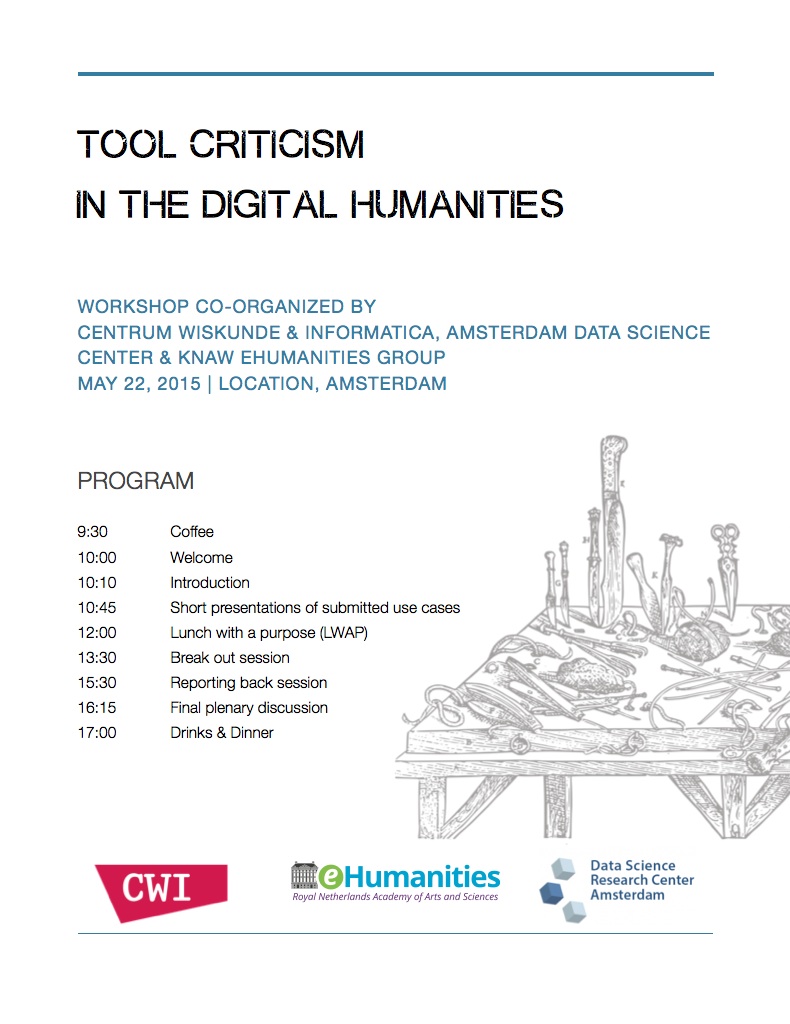 TOOL CRITICISM
IN THE DIGITAL HUMANITIES
WORKSHOP CO-ORGANIZED BY
CENTRUM WISKUNDE & INFORMATICA, AMSTERDAM DATA SCIENCE
CENTER & KNAW EHUMANITIES GROUP
MAY 22, 2015 | LOCATION, AMSTERDAM
PROGRAM
9:30 Coffee
10:00 Welcome
10:10 Introduction
10:45 Short presentations of submitted use cases
12:00 Lunch with a purpose (LWAP)
13:30 Break out session
15:30 Reporting back session
16:15 Final plenary discussion
17:00 Drinks & Dinner
CWI
eHumanities
Royal Netherlands Academy of Arts and Sciences
Data Science
Research Center
Amsterdam